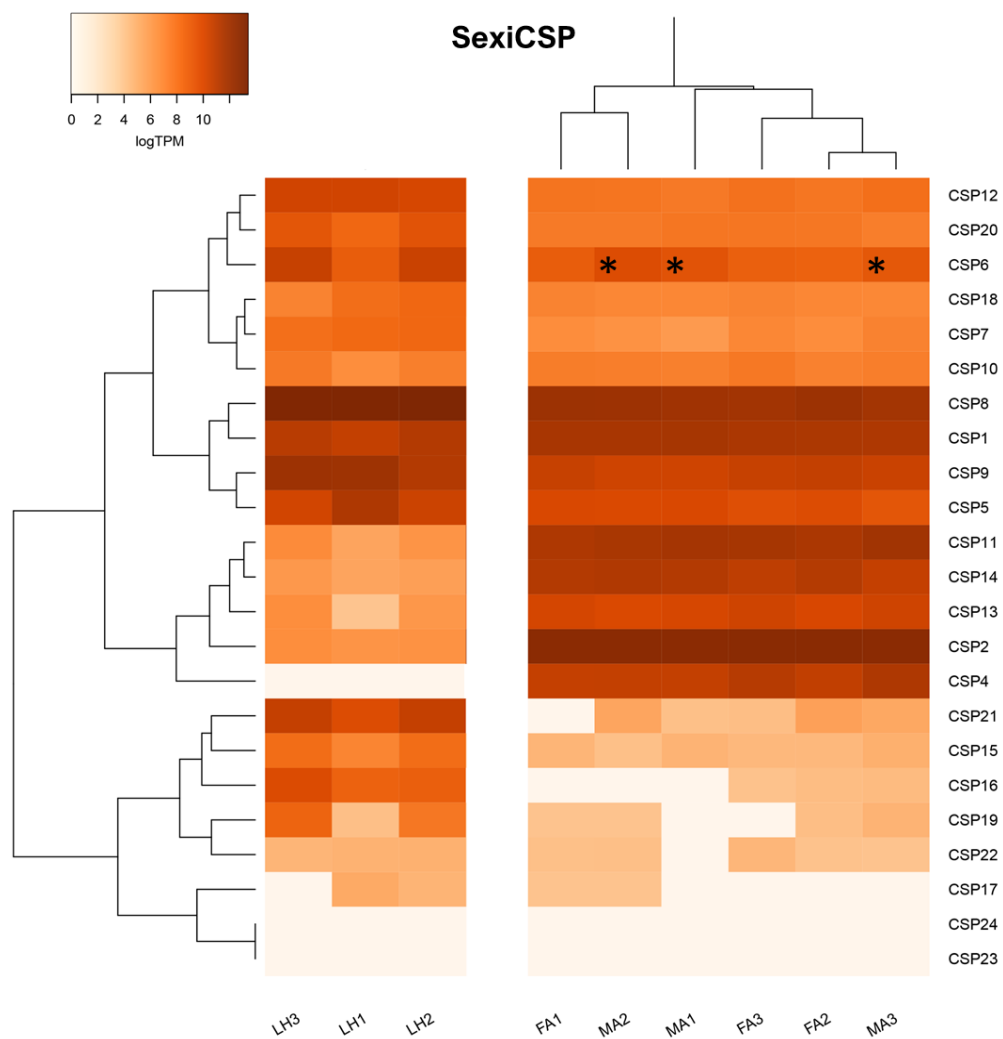 SexiCSP
0 2 4 6 8 10
logTPM
CSP12
CSP20
CSP6
* * *
CSP18
CSP7
CSP10
CSP8
CSP1
CSP9
CSP5
CSP11
CSP14
CSP13
CSP2
CSP4
CSP21
CSP15
CSP16
CSP19
CSP22
CSP17
CSP24
CSP23
LH3 LH1 LH2 FA1 MA2 MA1 FA3 FA2 MA3